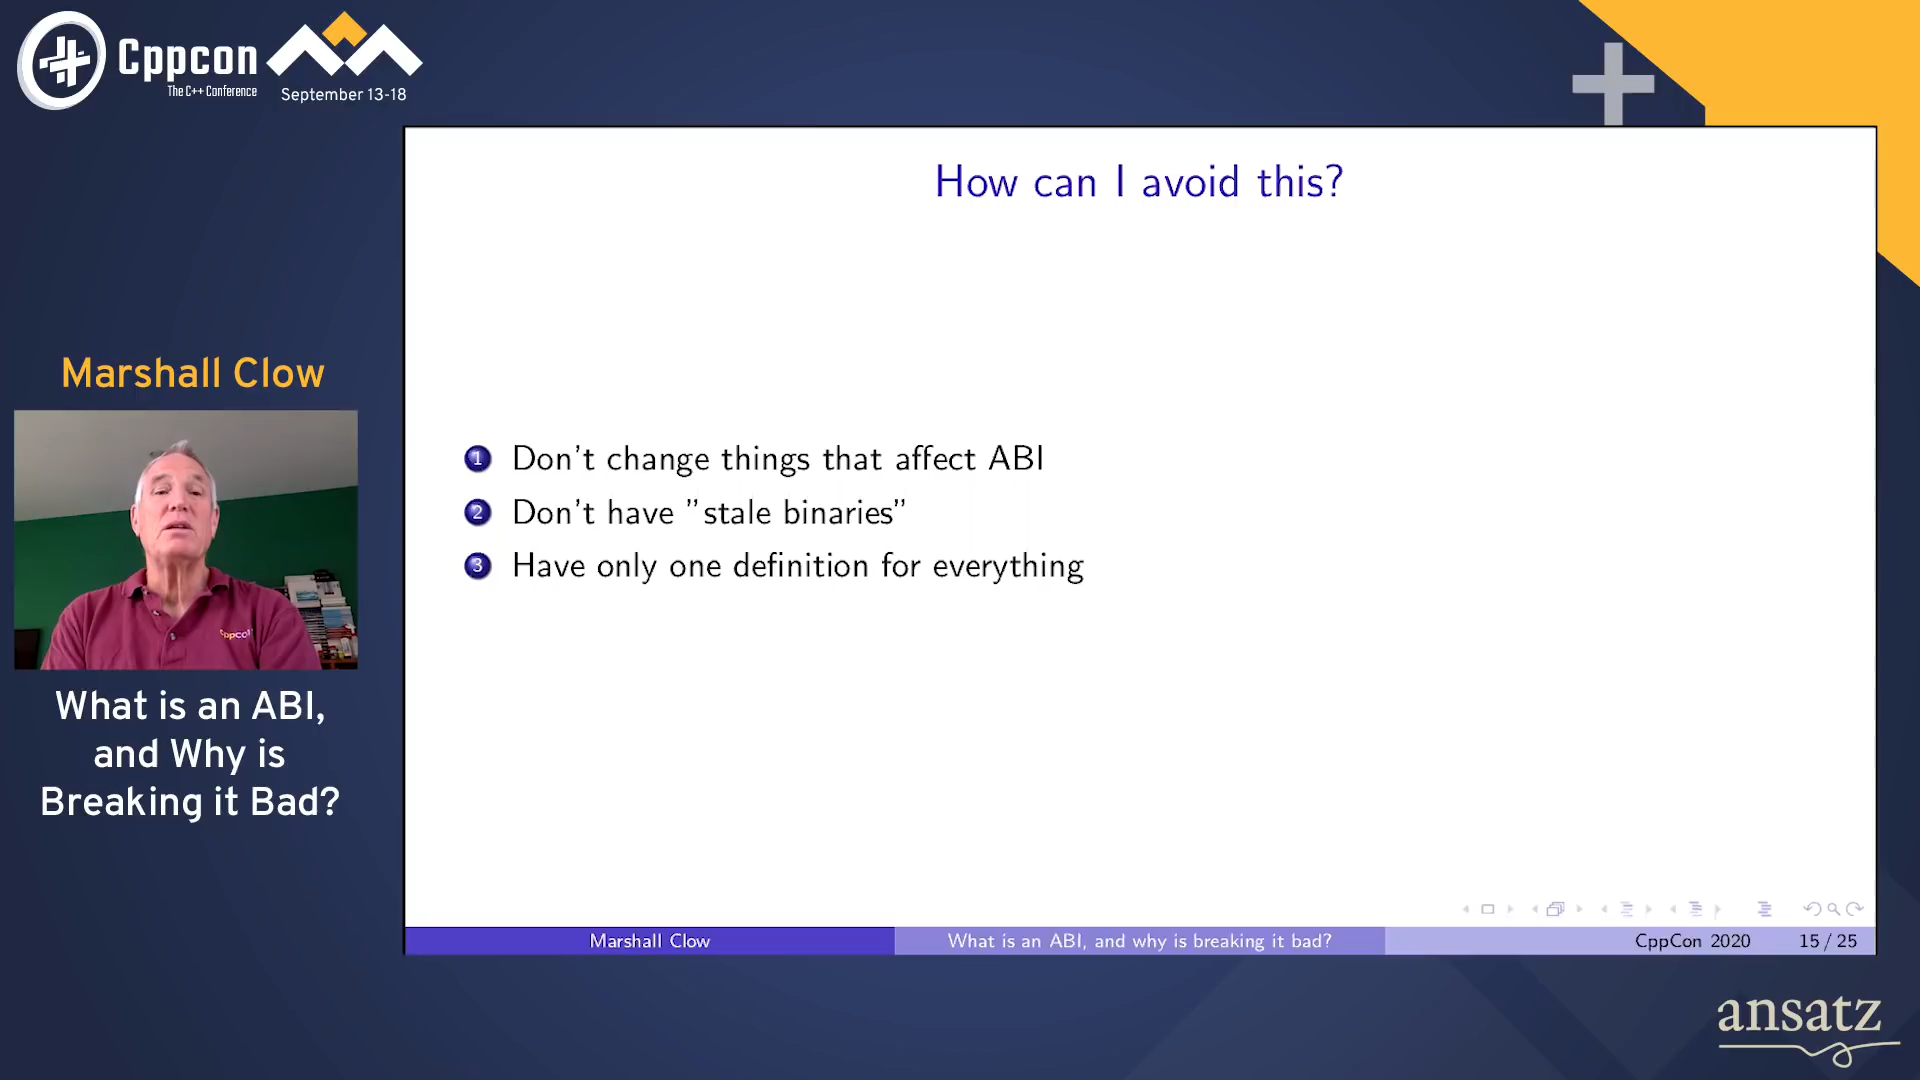 Cppcon
The C++ Conference
September 13-18
Marshall Clow
What is an ABI,
and Why is
Breaking it Bad?
How can I avoid this?
1 Don't change things that affect ABI
2 Don't have "stale binaries"
3 Have only one definition for everything
Marshall Clow What is an ABI, and why is breaking it bad? CppCon 2020 15 / 25
cppcon
ansatz